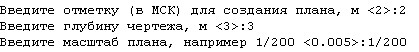 Введите отметку (в МСК) для создания плана, м <2>:2
Введите глубину чертежа, м <3>:3
Введите масштаб плана, например 1/200 <0.005>:1/200